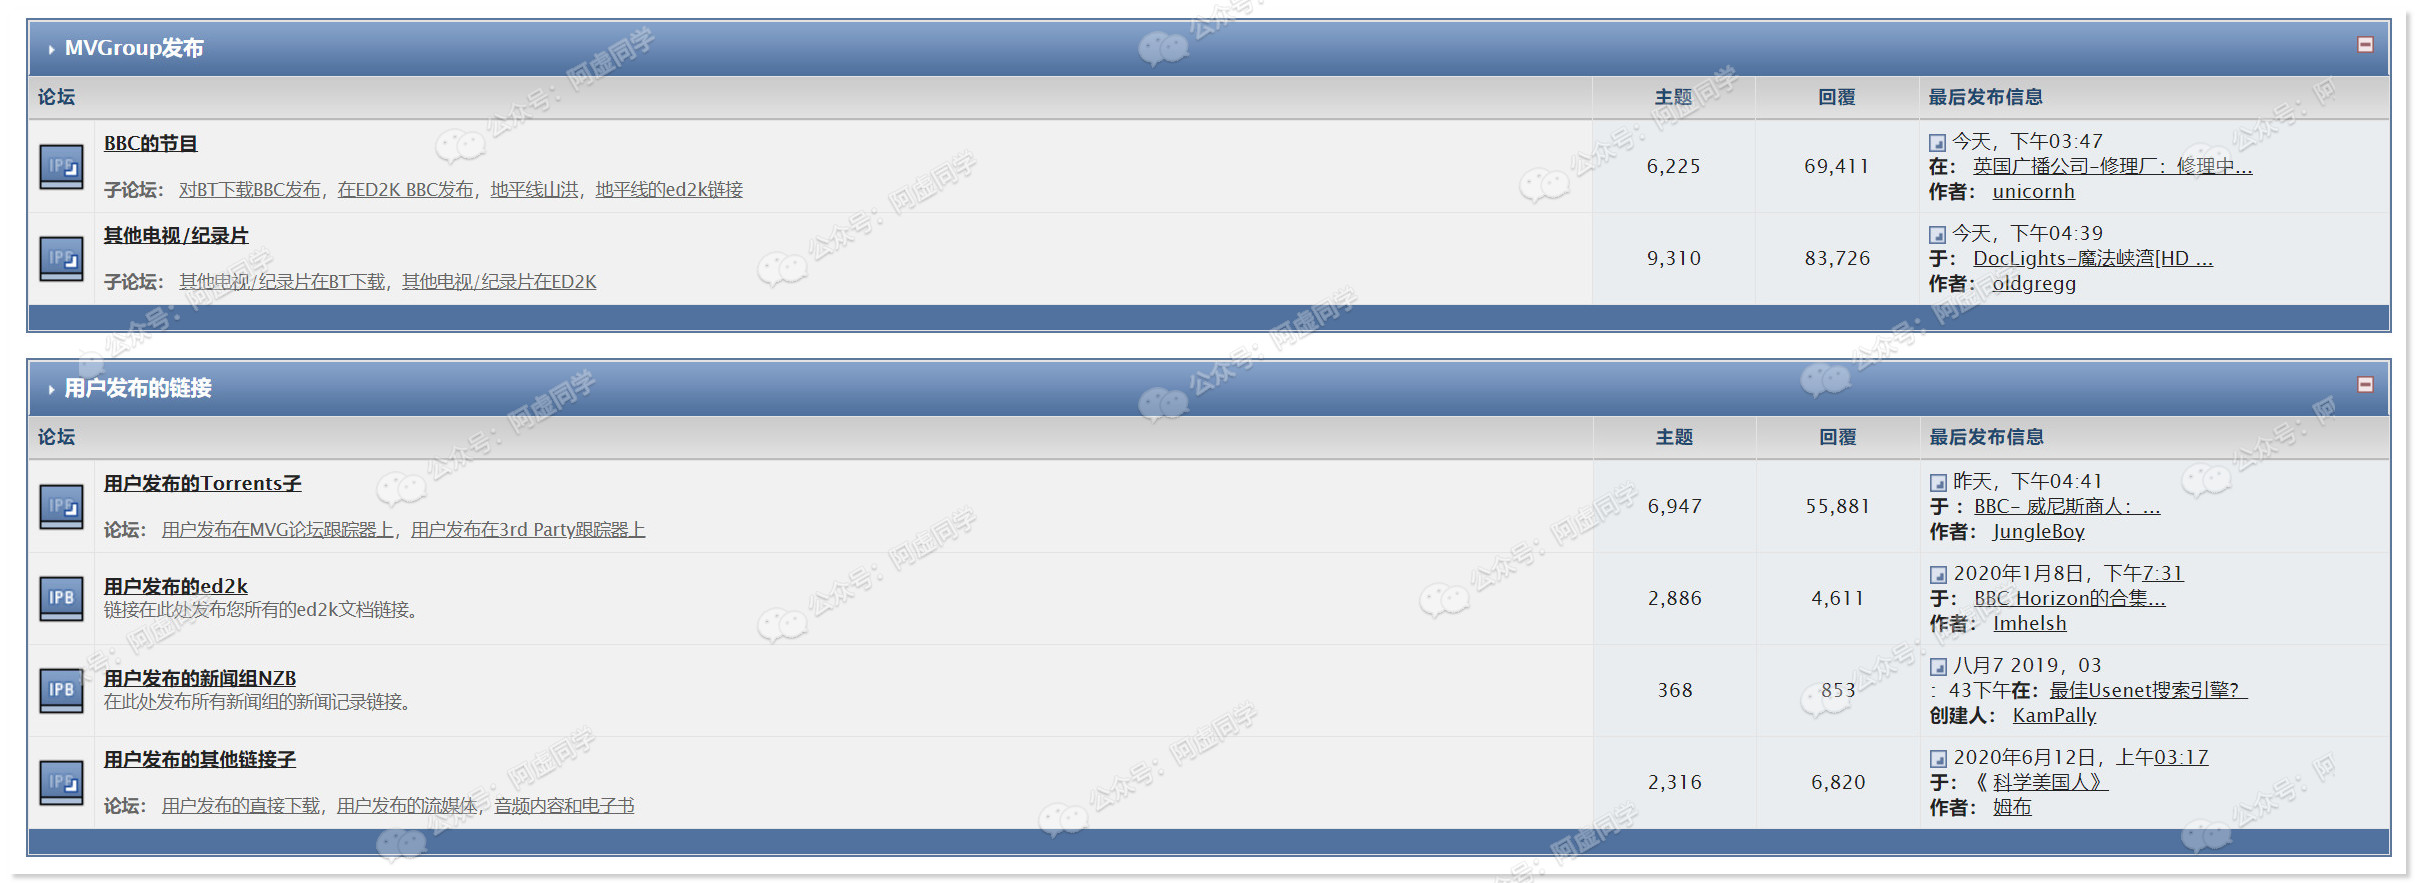 MVGroup发布
论坛 主题 回覆 最后发布信息
BBC的节目
子论坛： 对BT下载BBC发布，在ED2K BBC发布，地平线山洪，地平线的ed2k链接
6,225 69,411
今天，下午03:47
在： 英国广播公司-修理厂：修理中...
作者： unicornh
其他电视/纪录片
子论坛： 其他电视/纪录片在BT下载，其他电视/纪录片在ED2K
9,310 83,726
今天，下午04:39
于： DocLights-魔法峡湾[HD ...
作者： oldgregg
用户发布的链接
论坛 主题 回覆 最后发布信息
用户发布的Torrents子
论坛： 用户发布在MVG论坛跟踪器上，用户发布在3rd Party跟踪器上
6,947 55,881
昨天，下午04:41
于： BBC- 威尼斯商人：...
作者： JungleBoy
IPB
用户发布的ed2k
链接在此处发布您所有的ed2k文档链接。
2,886 4,611
2020年1月8日，下午7:31
于： BBC Horizon的合集...
作者： lmhelsh
IPB
用户发布的新闻组NZB
在此处发布所有新闻组的新闻记录链接。
368 853
八月7 2019，03
：43下午在：最佳Usenet搜索引擎？
创建人： KamPally
用户发布的其他链接子
论坛： 用户发布的直接下载，用户发布的流媒体，音频内容和电子书
2,316 6,820
2020年6月12日，上午03:17
于：《 科学美国人》
作者： 姆布
公众号：阿虚同学